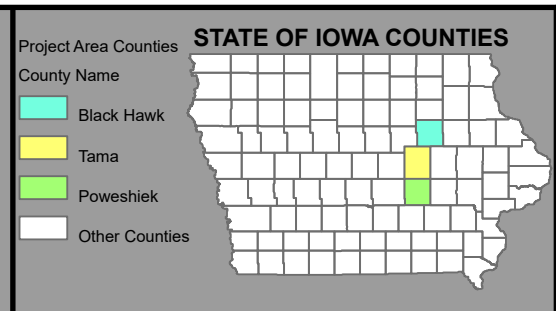 STATE OF IOWA COUNTIES
Project Area Counties
County Name
Black Hawk
Tama
Poweshiek
Other Counties